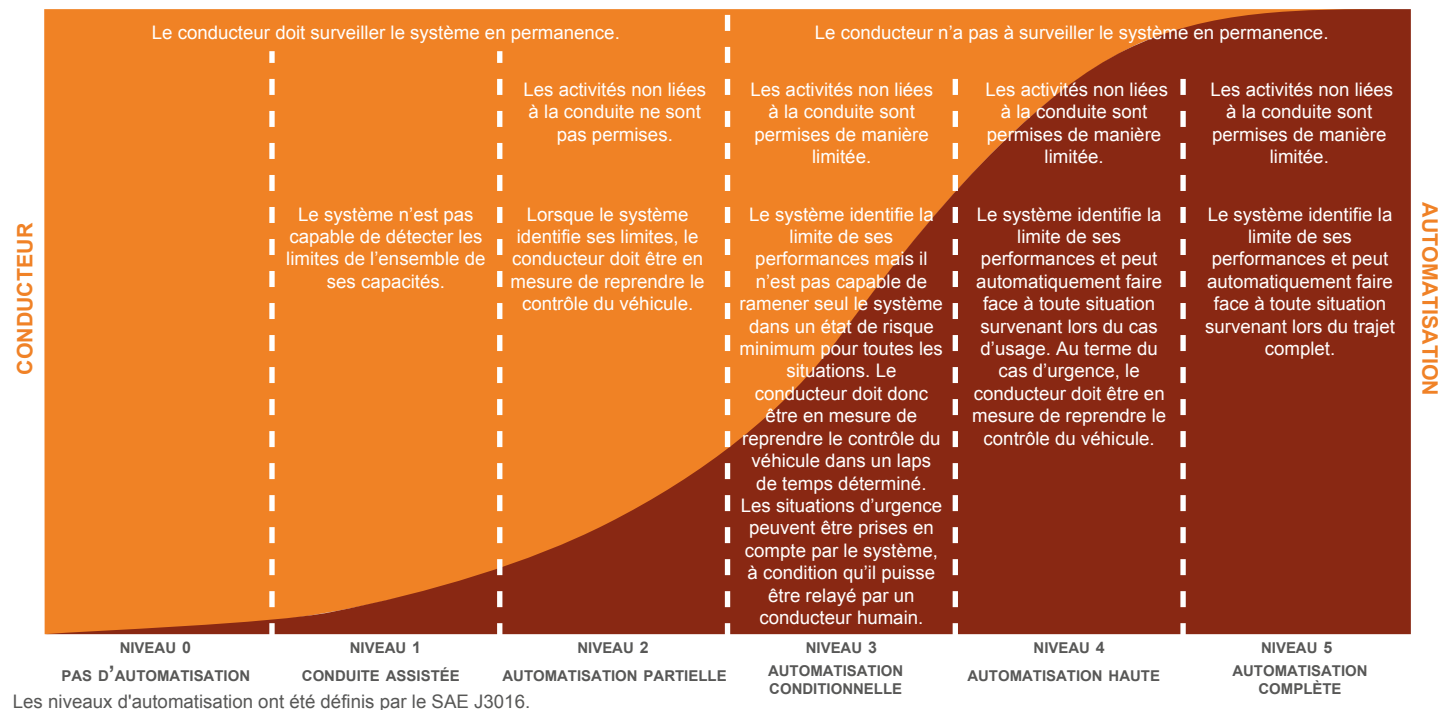 Le conducteur doit surveiller le système en permanence.
Le conducteur n’a pas à surveiller le système en permanence.
CONDUCTEUR
Le système n’est pas
capable de détecter les
limites de l’ensemble de
ses capacités.
Les activités non liées
à la conduite ne sont
pas permises.
Lorsque le système
identifie ses limites, le
conducteur doit être en
mesure de reprendre le
contrôle du véhicule.
Les activités non liées
à la conduite sont
permises de manière
limitée.
Le système identifie la
limite de ses
performances mais il
n’est pas capable de
ramener seul le système
dans un état de risque
minimum pour toutes les
situations. Le
conducteur doit donc
être en mesure de
reprendre le contrôle du
véhicule dans un laps
de temps déterminé.
Les situations d’urgence
peuvent être prises en
compte par le système,
à condition qu’il puisse
être relayé par un
conducteur humain.
Les activités non liées
à la conduite sont
permises de manière
limitée.
Le système identifie la
limite de ses
performances et peut
automatiquement faire
face à toute situation
survenant lors du cas
d’usage. Au terme du
cas d’urgence, le
conducteur doit être en
mesure de reprendre le
contrôle du véhicule.
Les activités non liées
à la conduite sont
permises de manière
limitée.
Le système identifie la
limite de ses
performances et peut
automatiquement faire
face à toute situation
survenant lors du trajet
complet.
AUTOMATISATION
NIVEAU 0
PAS D’AUTOMATISATION
NIVEAU 1
CONDUITE ASSISTÉE
NIVEAU 2
AUTOMATISATION PARTIELLE
NIVEAU 3
AUTOMATISATION
CONDITIONNELLE
NIVEAU 4
AUTOMATISATION HAUTE
NIVEAU 5
AUTOMATISATION
COMPLÈTE
Les niveaux d'automatisation ont été définis par le SAE J3016.